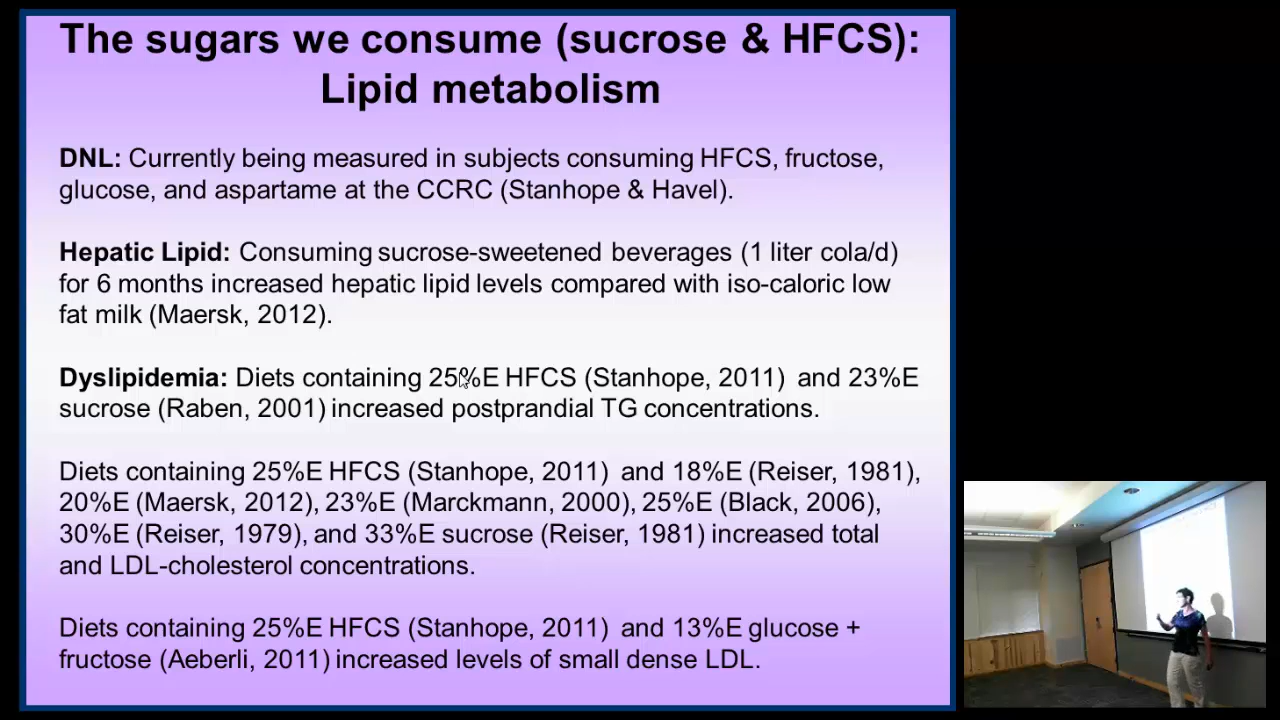 The sugars we consume (sucrose & HFCS):
Lipid metabolism
DNL: Currently being measured in subjects consuming HFCS, fructose,
glucose, and aspartame at the CCRC (Stanhope & Havel).
Hepatic Lipid: Consuming sucrose-sweetened beverages (1 liter cola/d)
for 6 months increased hepatic lipid levels compared with iso-caloric low
fat milk (Maersk, 2012).
Dyslipidemia: Diets containing 25%E HFCS (Stanhope, 2011) and 23%E
sucrose (Raben, 2001) increased postprandial TG concentrations.
Diets containing 25%E HFCS (Stanhope, 2011) and 18%E (Reiser, 1981),
20%E (Maersk, 2012), 23%E (Marckmann, 2000), 25%E (Black, 2006),
30%E (Reiser, 1979), and 33%E sucrose (Reiser, 1981) increased total
and LDL-cholesterol concentrations.
Diets containing 25%E HFCS (Stanhope, 2011) and 13%E glucose +
fructose (Aeberli, 2011) increased levels of small dense LDL.